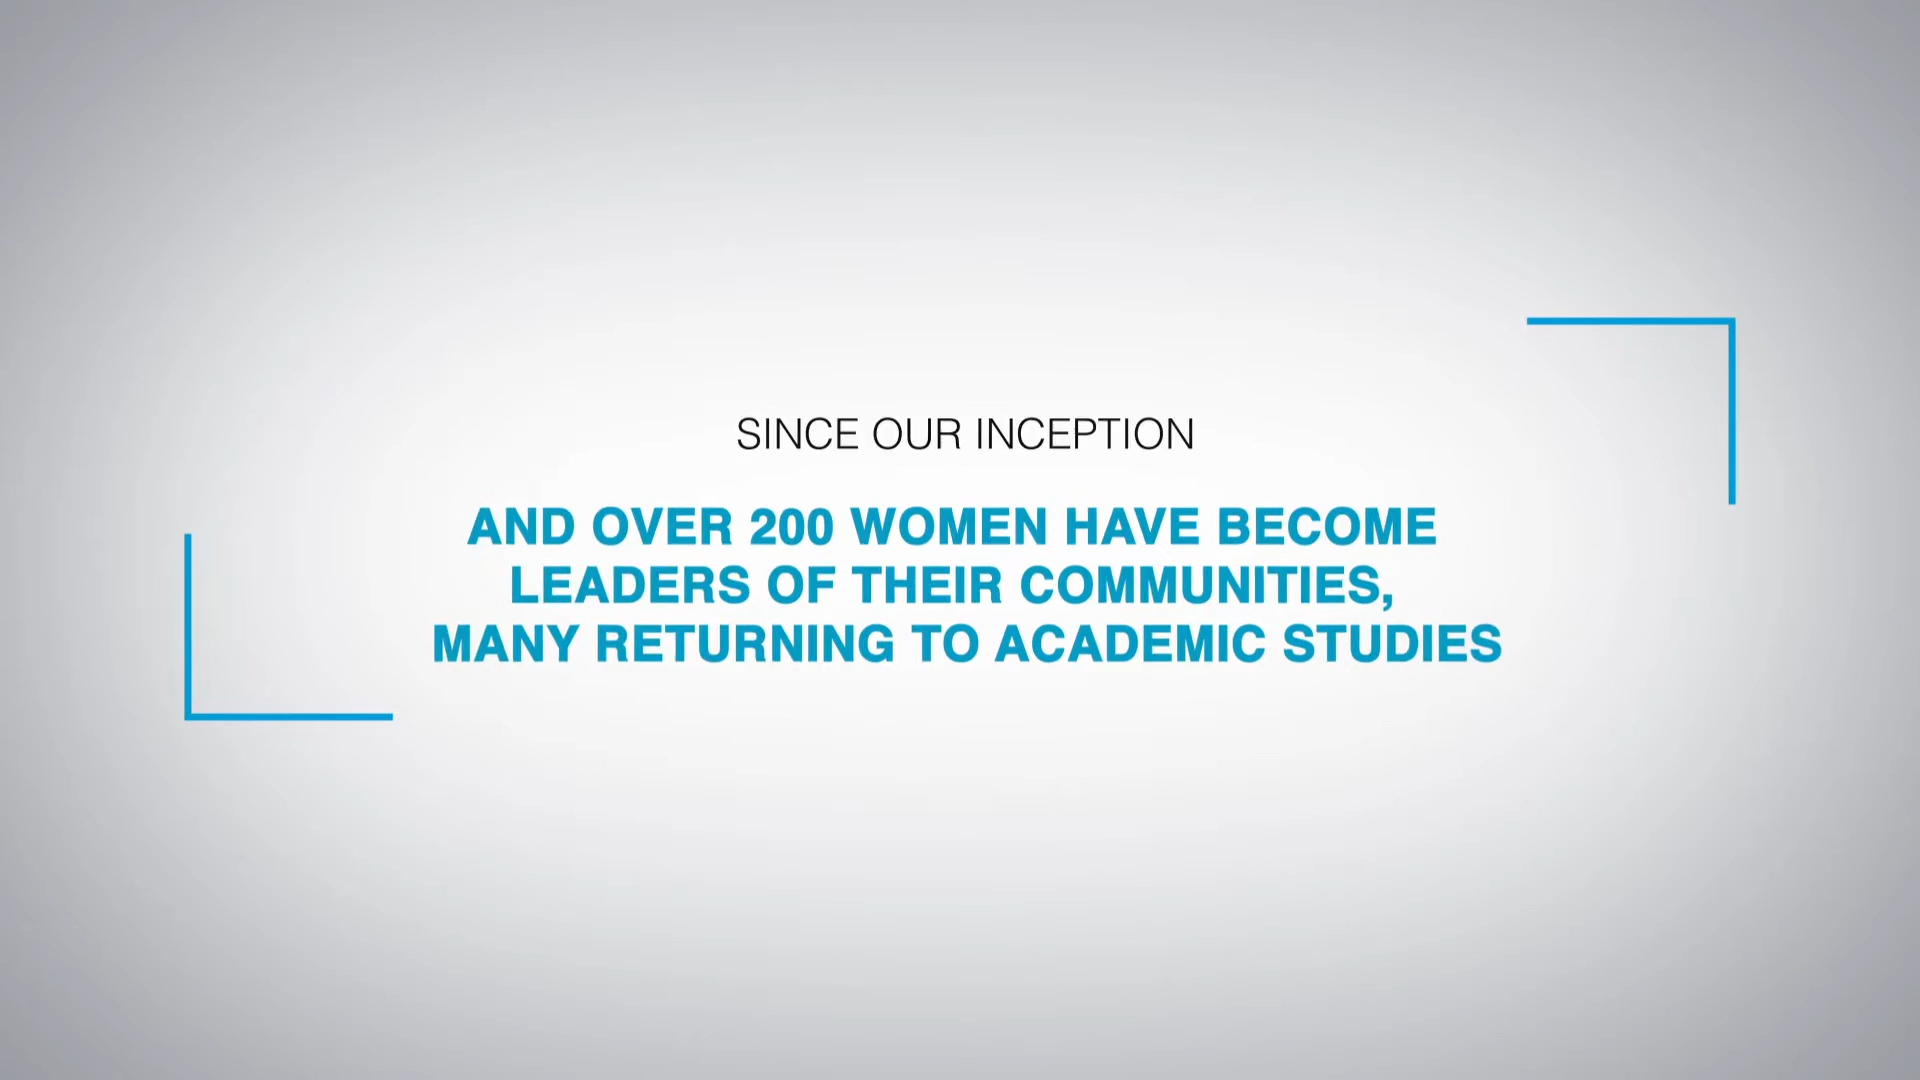 SINCE OUR INCEPTION
AND OVER 200 WOMEN HAVE BECOME
LEADERS OF THEIR COMMUNITIES,
MANY RETURNING TO ACADEMIC STUDIES